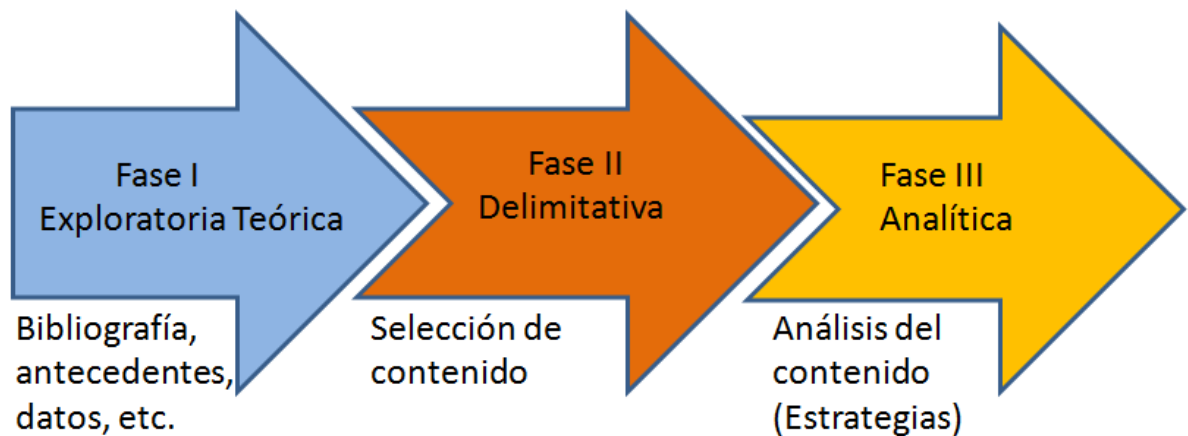 Fase I
Exploratoria Teórica
Bibliografía,
antecedentes,
datos, etc.
Fase II
Delimitativa
Selección de
contenido
Fase III
Analítica
Análisis del
contenido
(Estrategias)